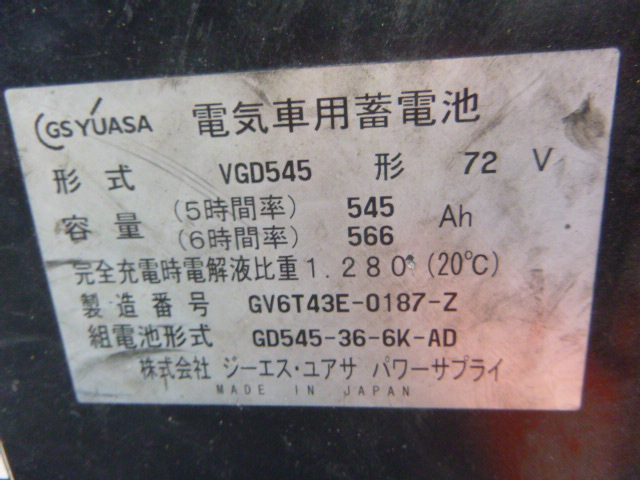 GS YUASA 電気車用蓄電池
形式 VGD545 形 72 V
容量 (5時間率) 545 Ah
(6時間率) 566
完全充電時電解液比重1.280 (20℃)
製造番号 GV6T43E-0187-Z
組電池形式 GD545-36-6K-AD
株式会社 ジーエス・ユアサ パワーサプライ
MADE IN JAPAN